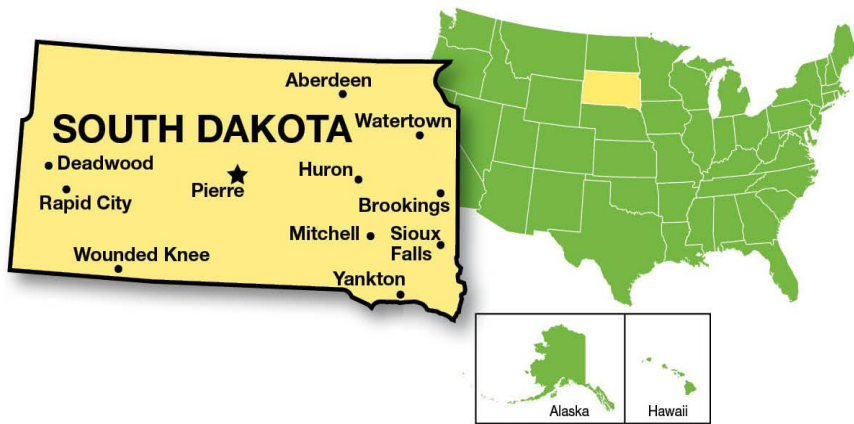 Aberdeen
SOUTH DAKOTA
Watertown
Deadwood
Huron
Pierre
Rapid City
Brookings
Mitchell
Sioux
Falls
Wounded Knee
Yankton
Alaska
Hawaii